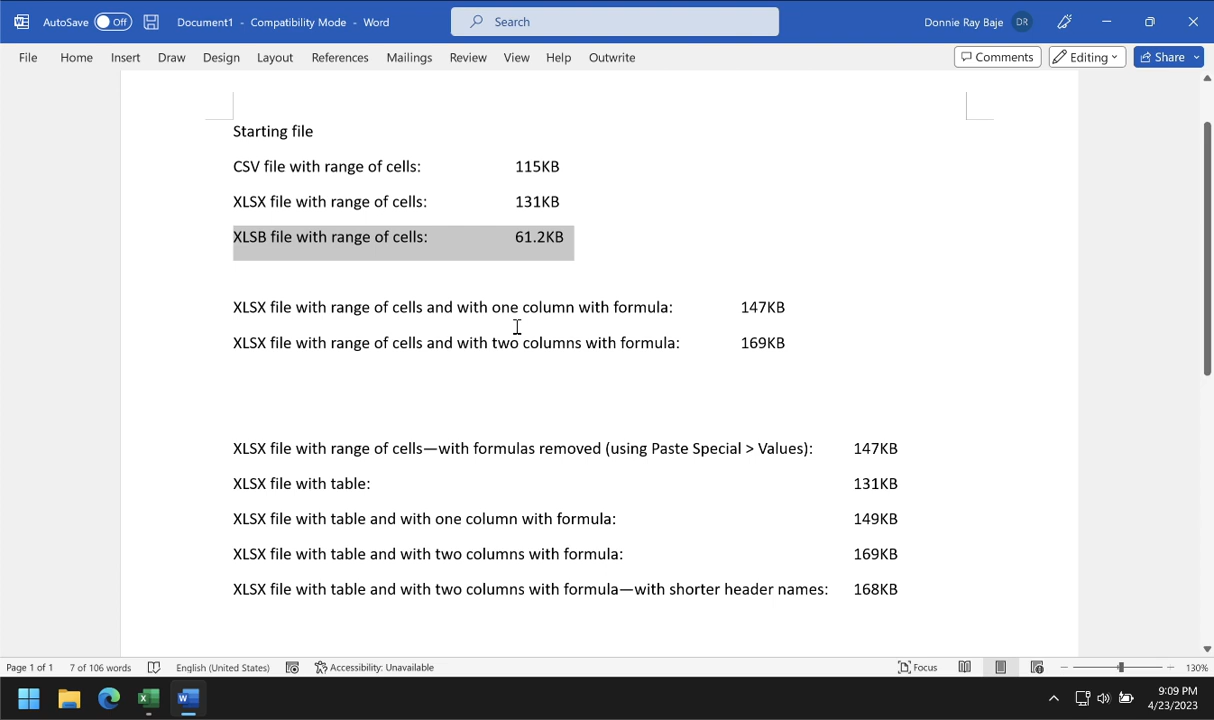 AutoSave Off Document1 - Compatibility Mode - Word Search Donnie Ray Baje DR
File Home Insert Draw Design Layout References Mailings Review View Help Outwrite Comments Editing Share
Starting file
CSV file with range of cells: 115KB
XLSX file with range of cells: 131KB
XLSB file with range of cells: 61.2KB
XLSX file with range of cells and with one column with formula: 147KB
XLSX file with range of cells and with two columns with formula: 169KB
XLSX file with range of cells—with formulas removed (using Paste Special > Values): 147KB
XLSX file with table: 131KB
XLSX file with table and with one column with formula: 149KB
XLSX file with table and with two columns with formula: 169KB
XLSX file with table and with two columns with formula—with shorter header names: 168KB
Page 1 of 1 7 of 106 words English (United States) Accessibility: Unavailable Focus 130%
9:09 PM
4/23/2023